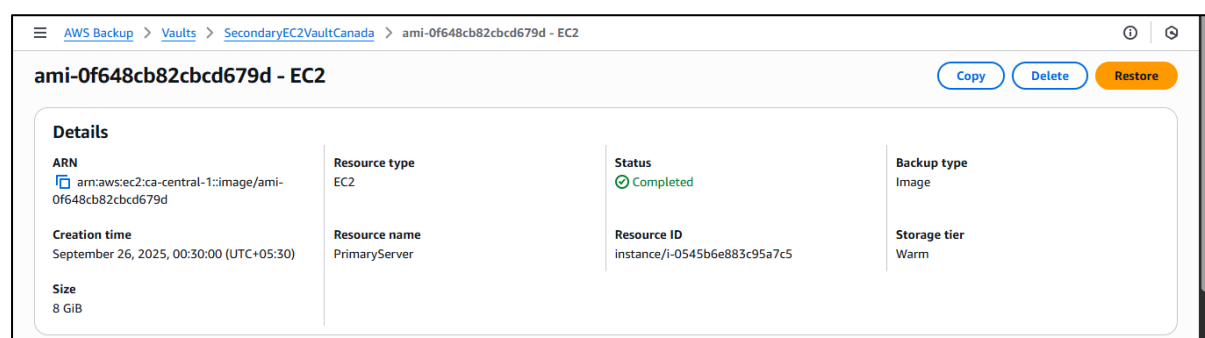 AWS Backup > Vaults > SecondaryEC2VaultCanada > ami-0f648cb82cbcd679d - EC2
ami-0f648cb82cbcd679d - EC2
Copy
Delete
Restore
Details
ARN
arn:aws:ec2:ca-central-1::image/ami-
0f648cb82cbcd679d
Resource type
EC2
Status
Completed
Backup type
Image
Creation time
September 26, 2025, 00:30:00 (UTC+05:30)
Resource name
PrimaryServer
Resource ID
instance/i-0545b6e883c95a7c5
Storage tier
Warm
Size
8 GiB